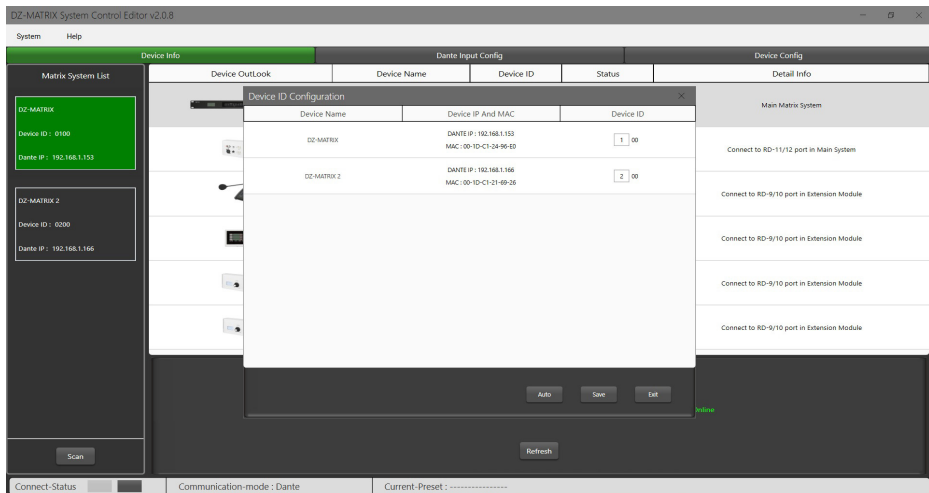 DZ-MATRIX System Control Editor v2.0.8
System Help
Device Info Dante Input Config Device Config
Matrix System List
Device OutLook Device Name Device ID Status Detail Info
DZ-MATRIX
Device ID : 0100
Dante IP : 192.168.1.153
DZ-MATRIX 2
Device ID : 0200
Dante IP : 192.168.1.166
Scan
Device ID Configuration
Device Name Device IP And MAC Device ID
DZ-MATRIX
DANTE IP : 192.168.1.153
MAC : 00-1D-C1-24-96-E0
1 00
DZ-MATRIX 2
DANTE IP : 192.168.1.166
MAC : 00-1D-C1-21-69-26
2 00
Auto Save Exit
Main Matrix System
Connect to RD-11/12 port in Main System
Connect to RD-9/10 port in Extension Module
Connect to RD-9/10 port in Extension Module
Connect to RD-9/10 port in Extension Module
Connect to RD-9/10 port in Extension Module
Online
Refresh
Connect-Status Communication-mode : Dante Current-Preset : ----------------